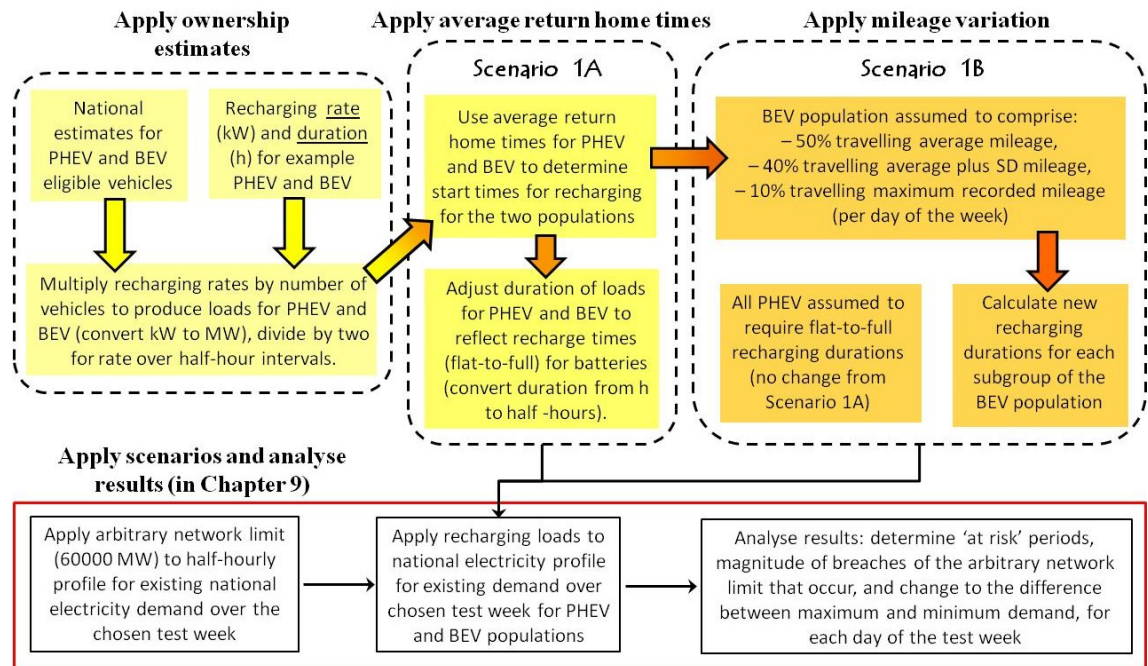 Apply ownership
estimates
National
estimates for
PHEV and BEV
eligible vehicles
Recharging rate
(kW) and duration
(h) for example
PHEV and BEV
Multiply recharging rates by number of
vehicles to produce loads for PHEV and
BEV (convert kW to MW), divide by two
for rate over half-hour intervals.
Apply average return home times
Scenario 1A
Use average return
home times for PHEV
and BEV to determine
start times for recharging
for the two populations
Adjust duration of loads
for PHEV and BEV to
reflect recharge times
(flat-to-full) for batteries
(convert duration from h
to half -hours).
Apply mileage variation
Scenario 1B
BEV population assumed to comprise:
– 50% travelling average mileage,
– 40% travelling average plus SD mileage,
– 10% travelling maximum recorded mileage
(per day of the week)
All PHEV assumed to
require flat-to-full
recharging durations
(no change from
Scenario 1A)
Calculate new
recharging
durations for each
subgroup of the
BEV population
Apply scenarios and analyse
results (in Chapter 9)
Apply arbitrary network limit
(60000 MW) to half-hourly
profile for existing national
electricity demand over the
chosen test week
Apply recharging loads to
national electricity profile
for existing demand over
chosen test week for PHEV
and BEV populations
Analyse results: determine ‘at risk’ periods,
magnitude of breaches of the arbitrary network
limit that occur, and change to the difference
between maximum and minimum demand, for
each day of the test week